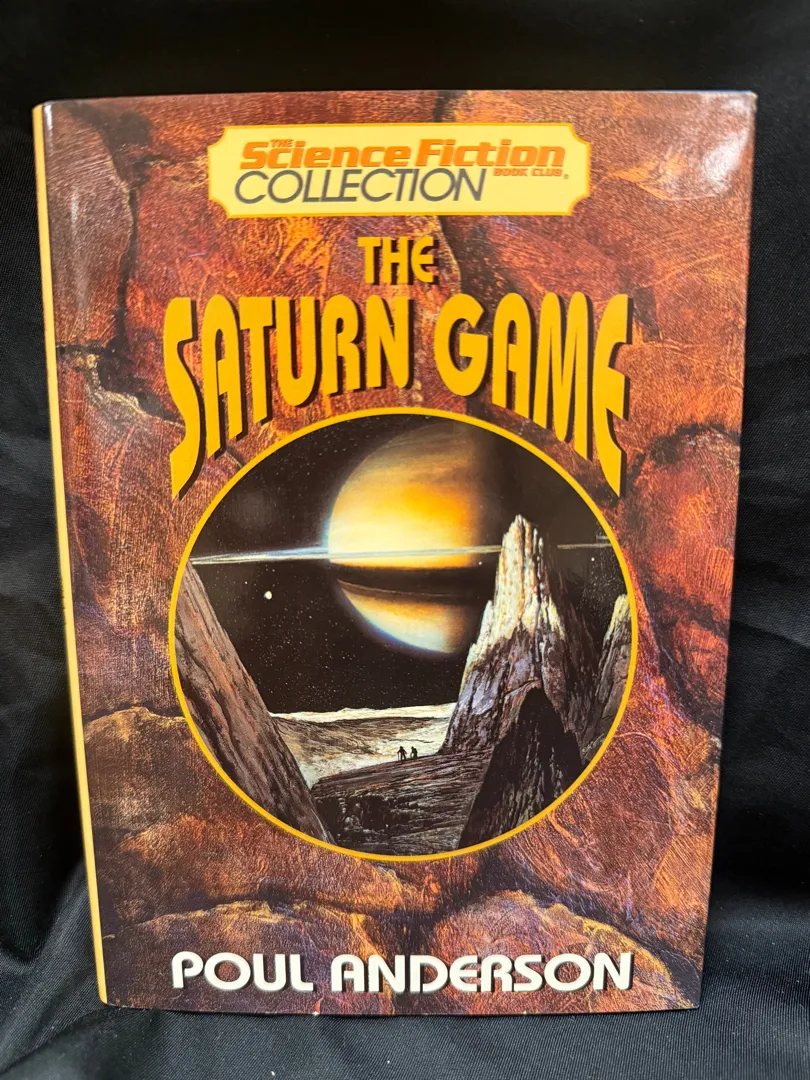 THE
Science Fiction
BOOK CLUB®
COLLECTION
THE
SATURN GAME
POUL ANDERSON